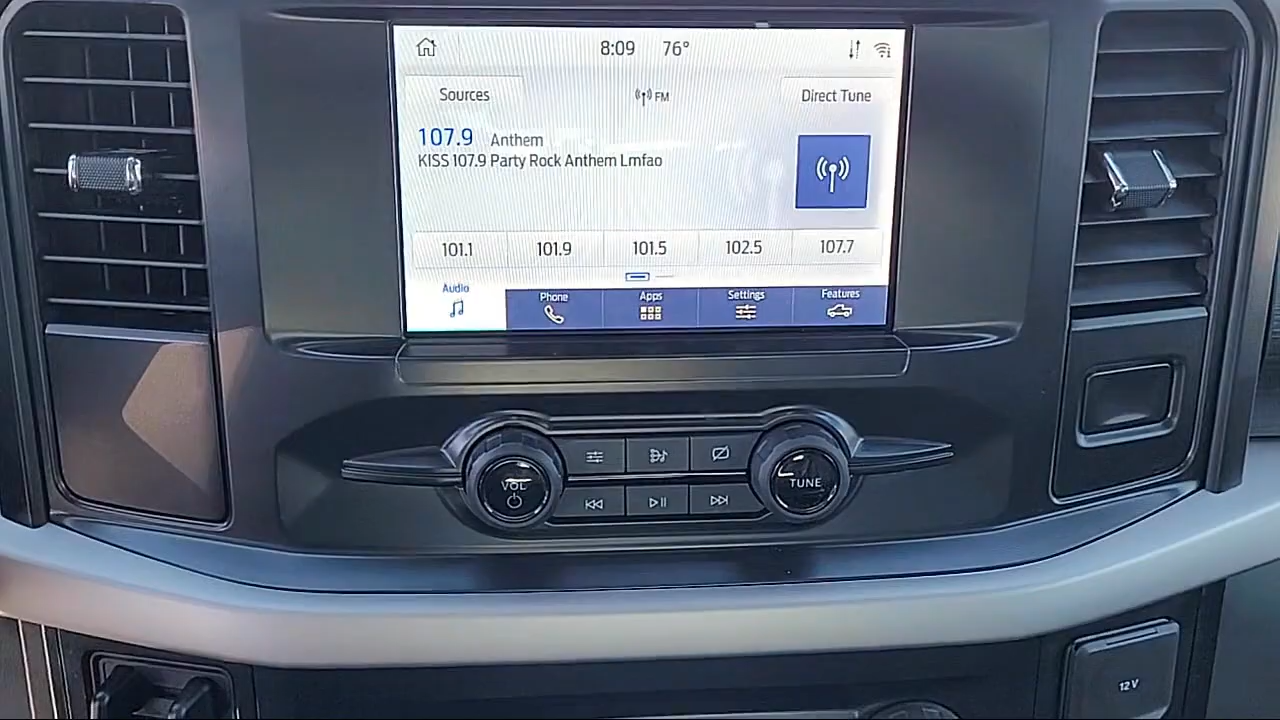 8:09 76°
Sources FM Direct Tune
107.9 Anthem
KISS 107.9 Party Rock Anthem Lmfao
101.1 101.9 101.5 102.5 107.7
Audio Phone Apps Settings Features
VOL TUNE
12V